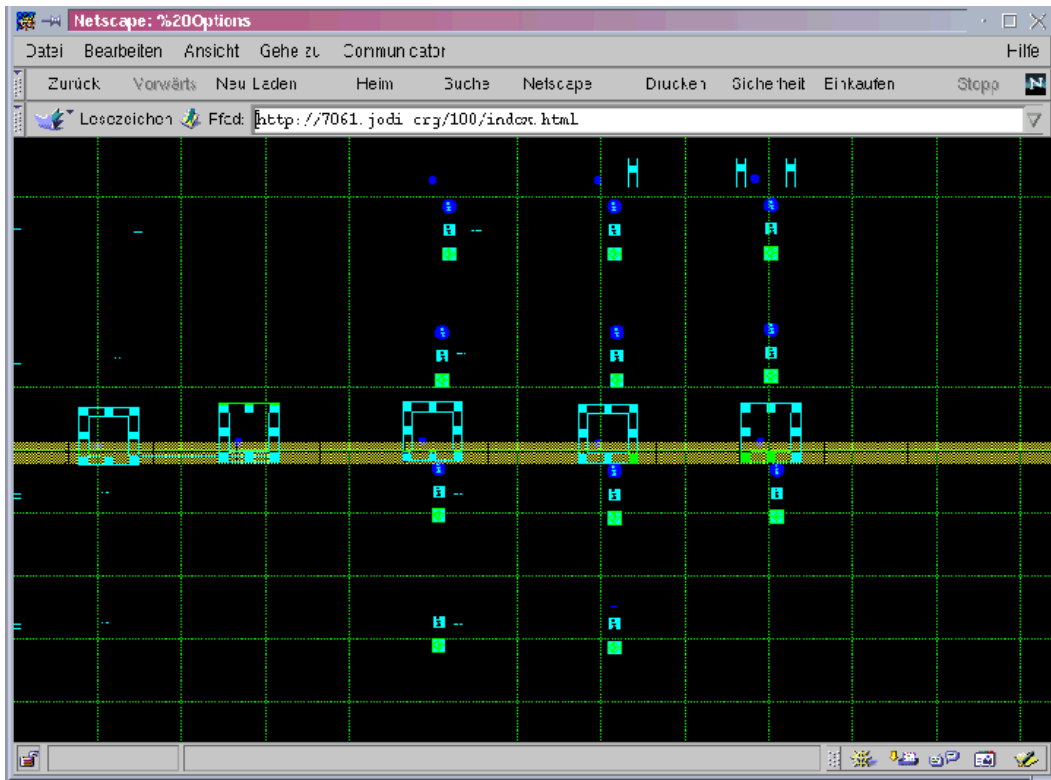 Netscape: %20Options
Datei Bearbeiten Ansicht Gehe zu Communicator Hilfe
Zurück Vorwärts Neu Laden Heim Suche Netscape Drucken Sicherheit Einkaufen Stopp N
Lesezeichen Pfad: http://7061.jodi.org/100/index.html
H H H